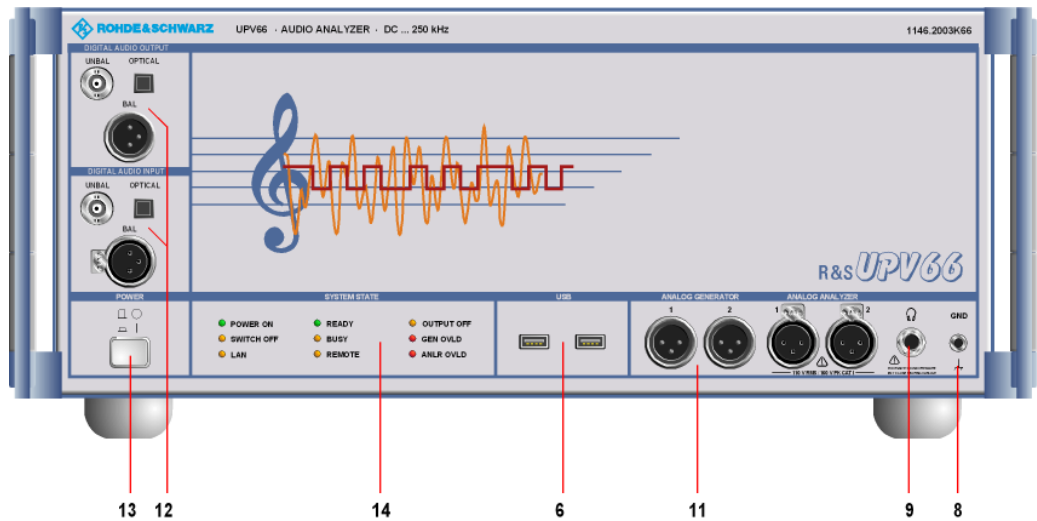 ROHDE&SCHWARZ UPV66 · AUDIO ANALYZER · DC ... 250 kHz 1146.2003K66
DIGITAL AUDIO OUTPUT
UNBAL OPTICAL
BAL
DIGITAL AUDIO INPUT
UNBAL OPTICAL
BAL
R&S UPV66
POWER SYSTEM STATE USB ANALOG GENERATOR ANALOG ANALYZER
1 2 1 2 GND
POWER ON READY OUTPUT OFF
SWITCH OFF BUSY GEN OVLD
LAN REMOTE ANLR OVLD
13 12 14 6 11 9 8